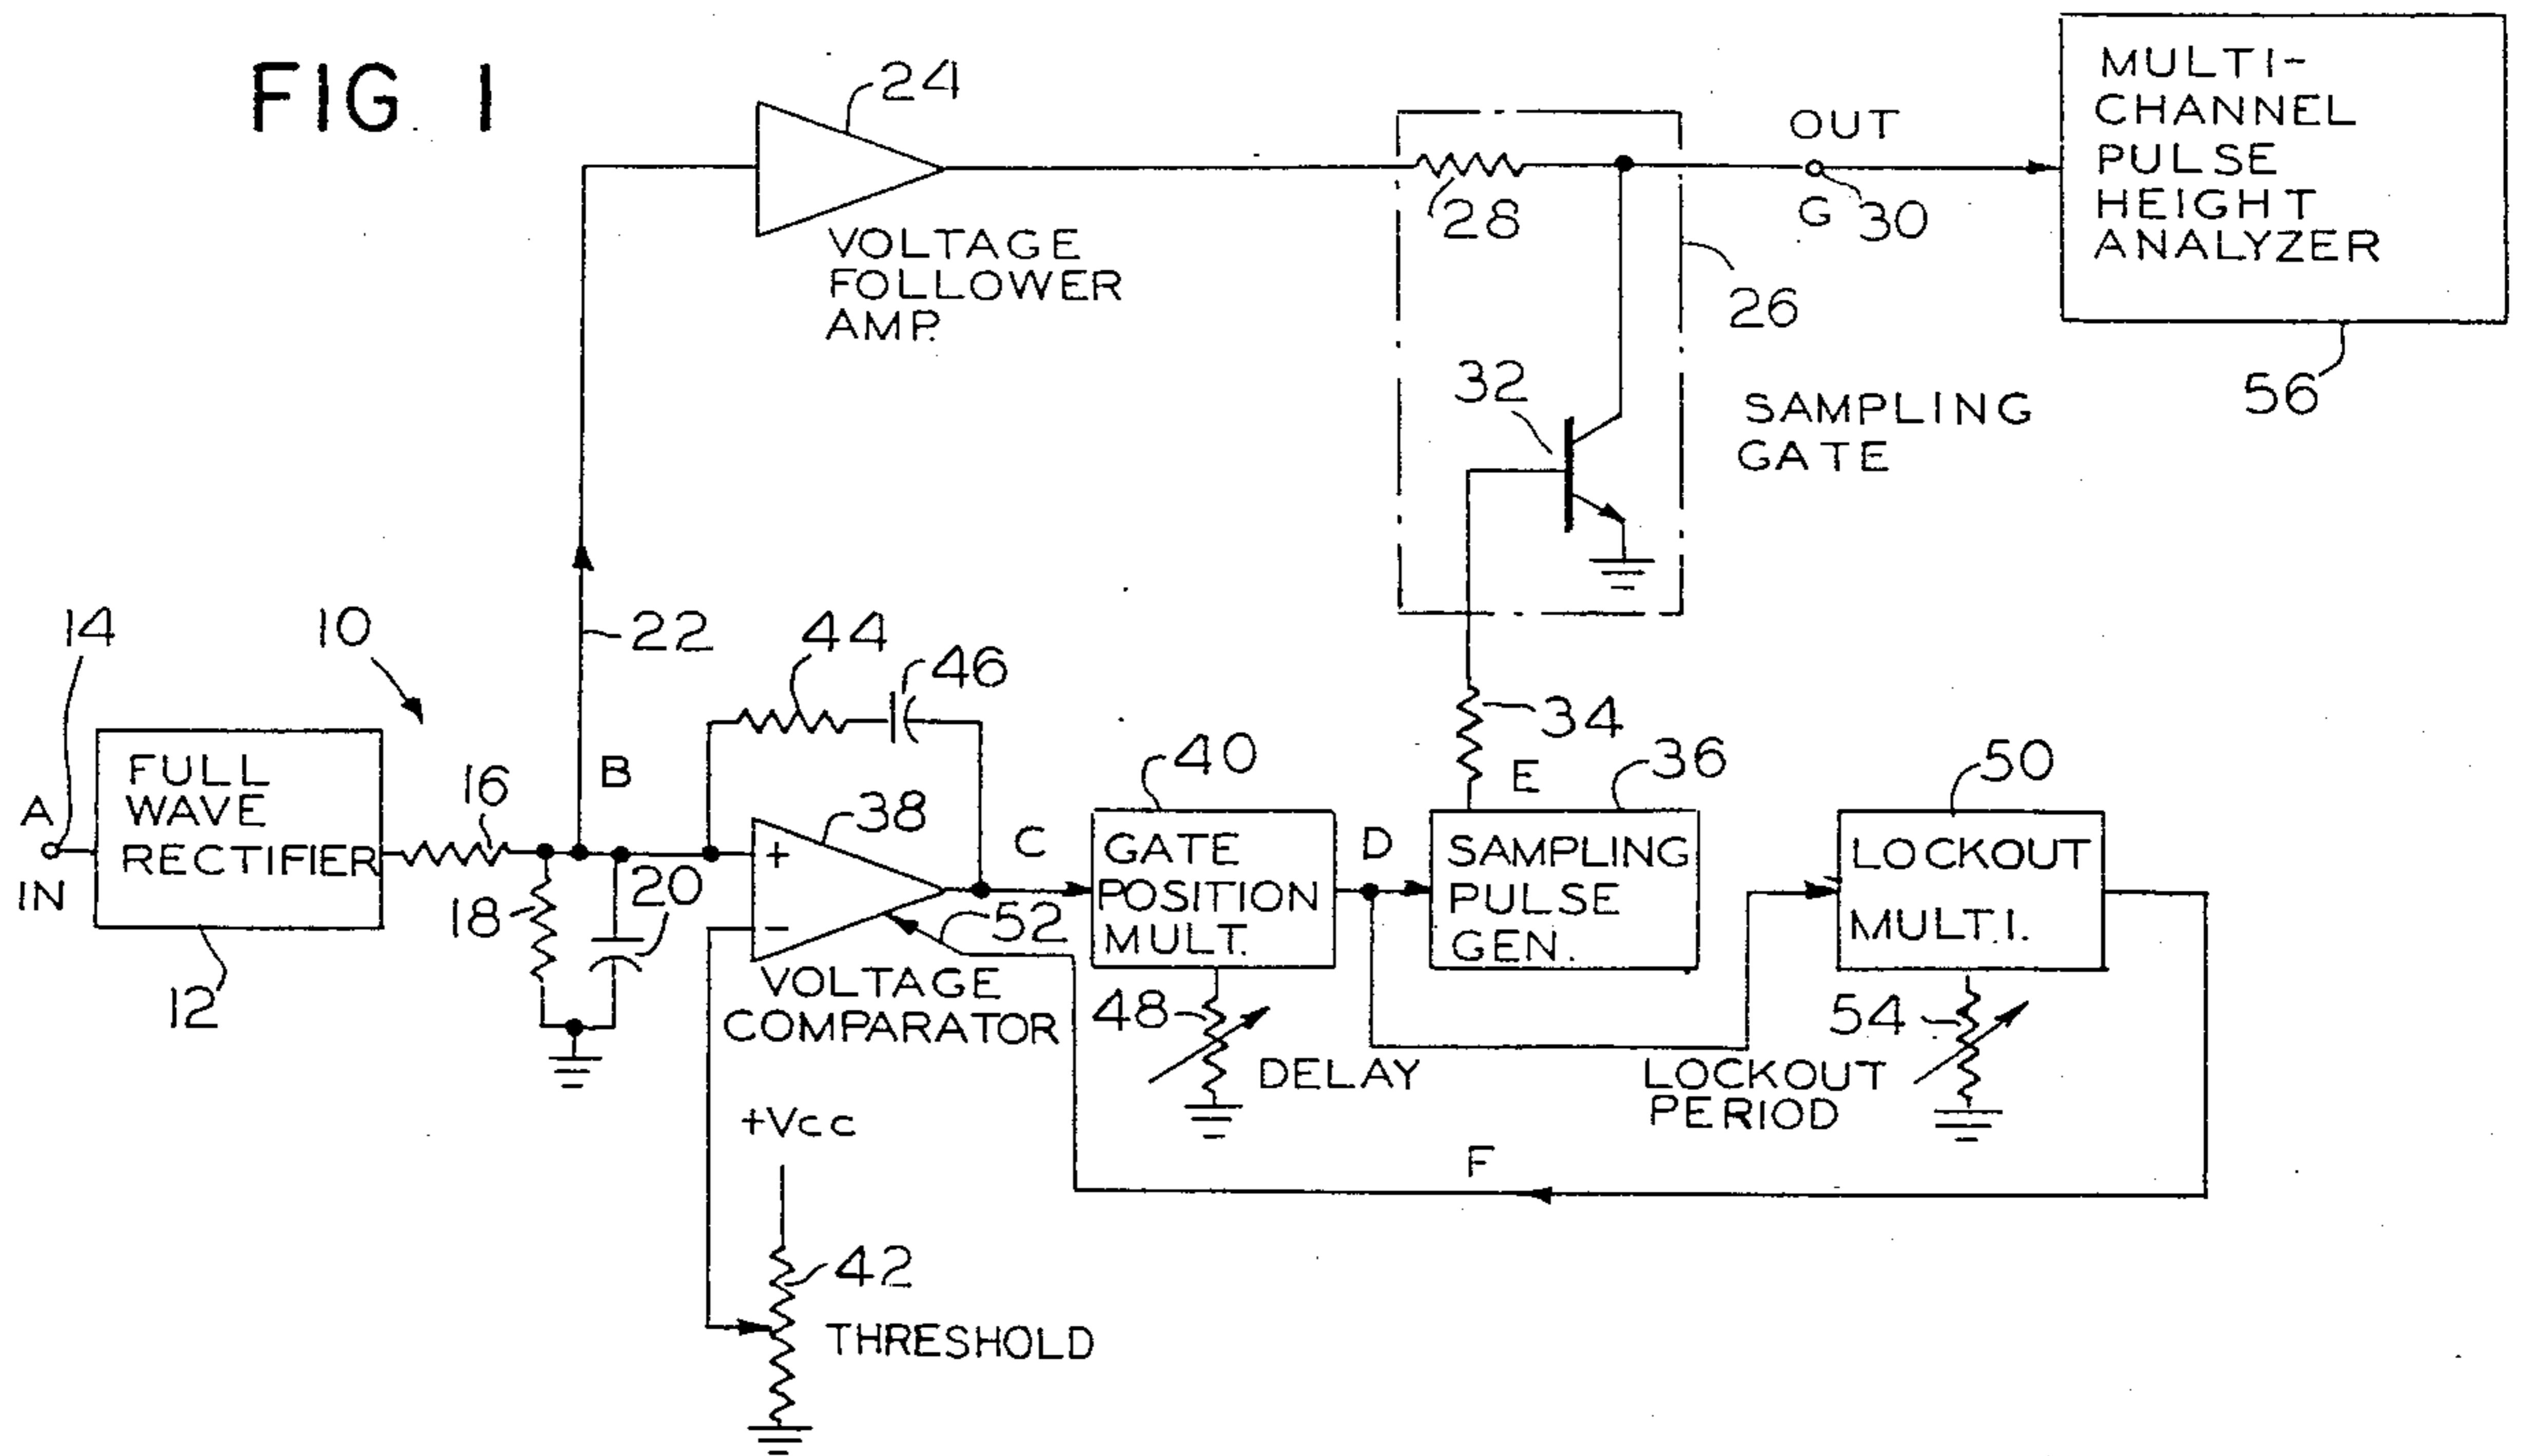 FIG. 1
24
VOLTAGE
FOLLOWER
AMP.
28
OUT
G
30
26
MULTI-
CHANNEL
PULSE
HEIGHT
ANALYZER
56
32
SAMPLING
GATE
14
10
22
44
46
34
A
IN
FULL
WAVE
RECTIFIER
12
16
B
18
20
+
38
-
52
VOLTAGE
COMPARATOR
C
40
GATE
POSITION
MULT.
48
DELAY
D
E
36
SAMPLING
PULSE
GEN.
50
LOCKOUT
MULT.I.
54
LOCKOUT
PERIOD
F
+Vcc
42
THRESHOLD